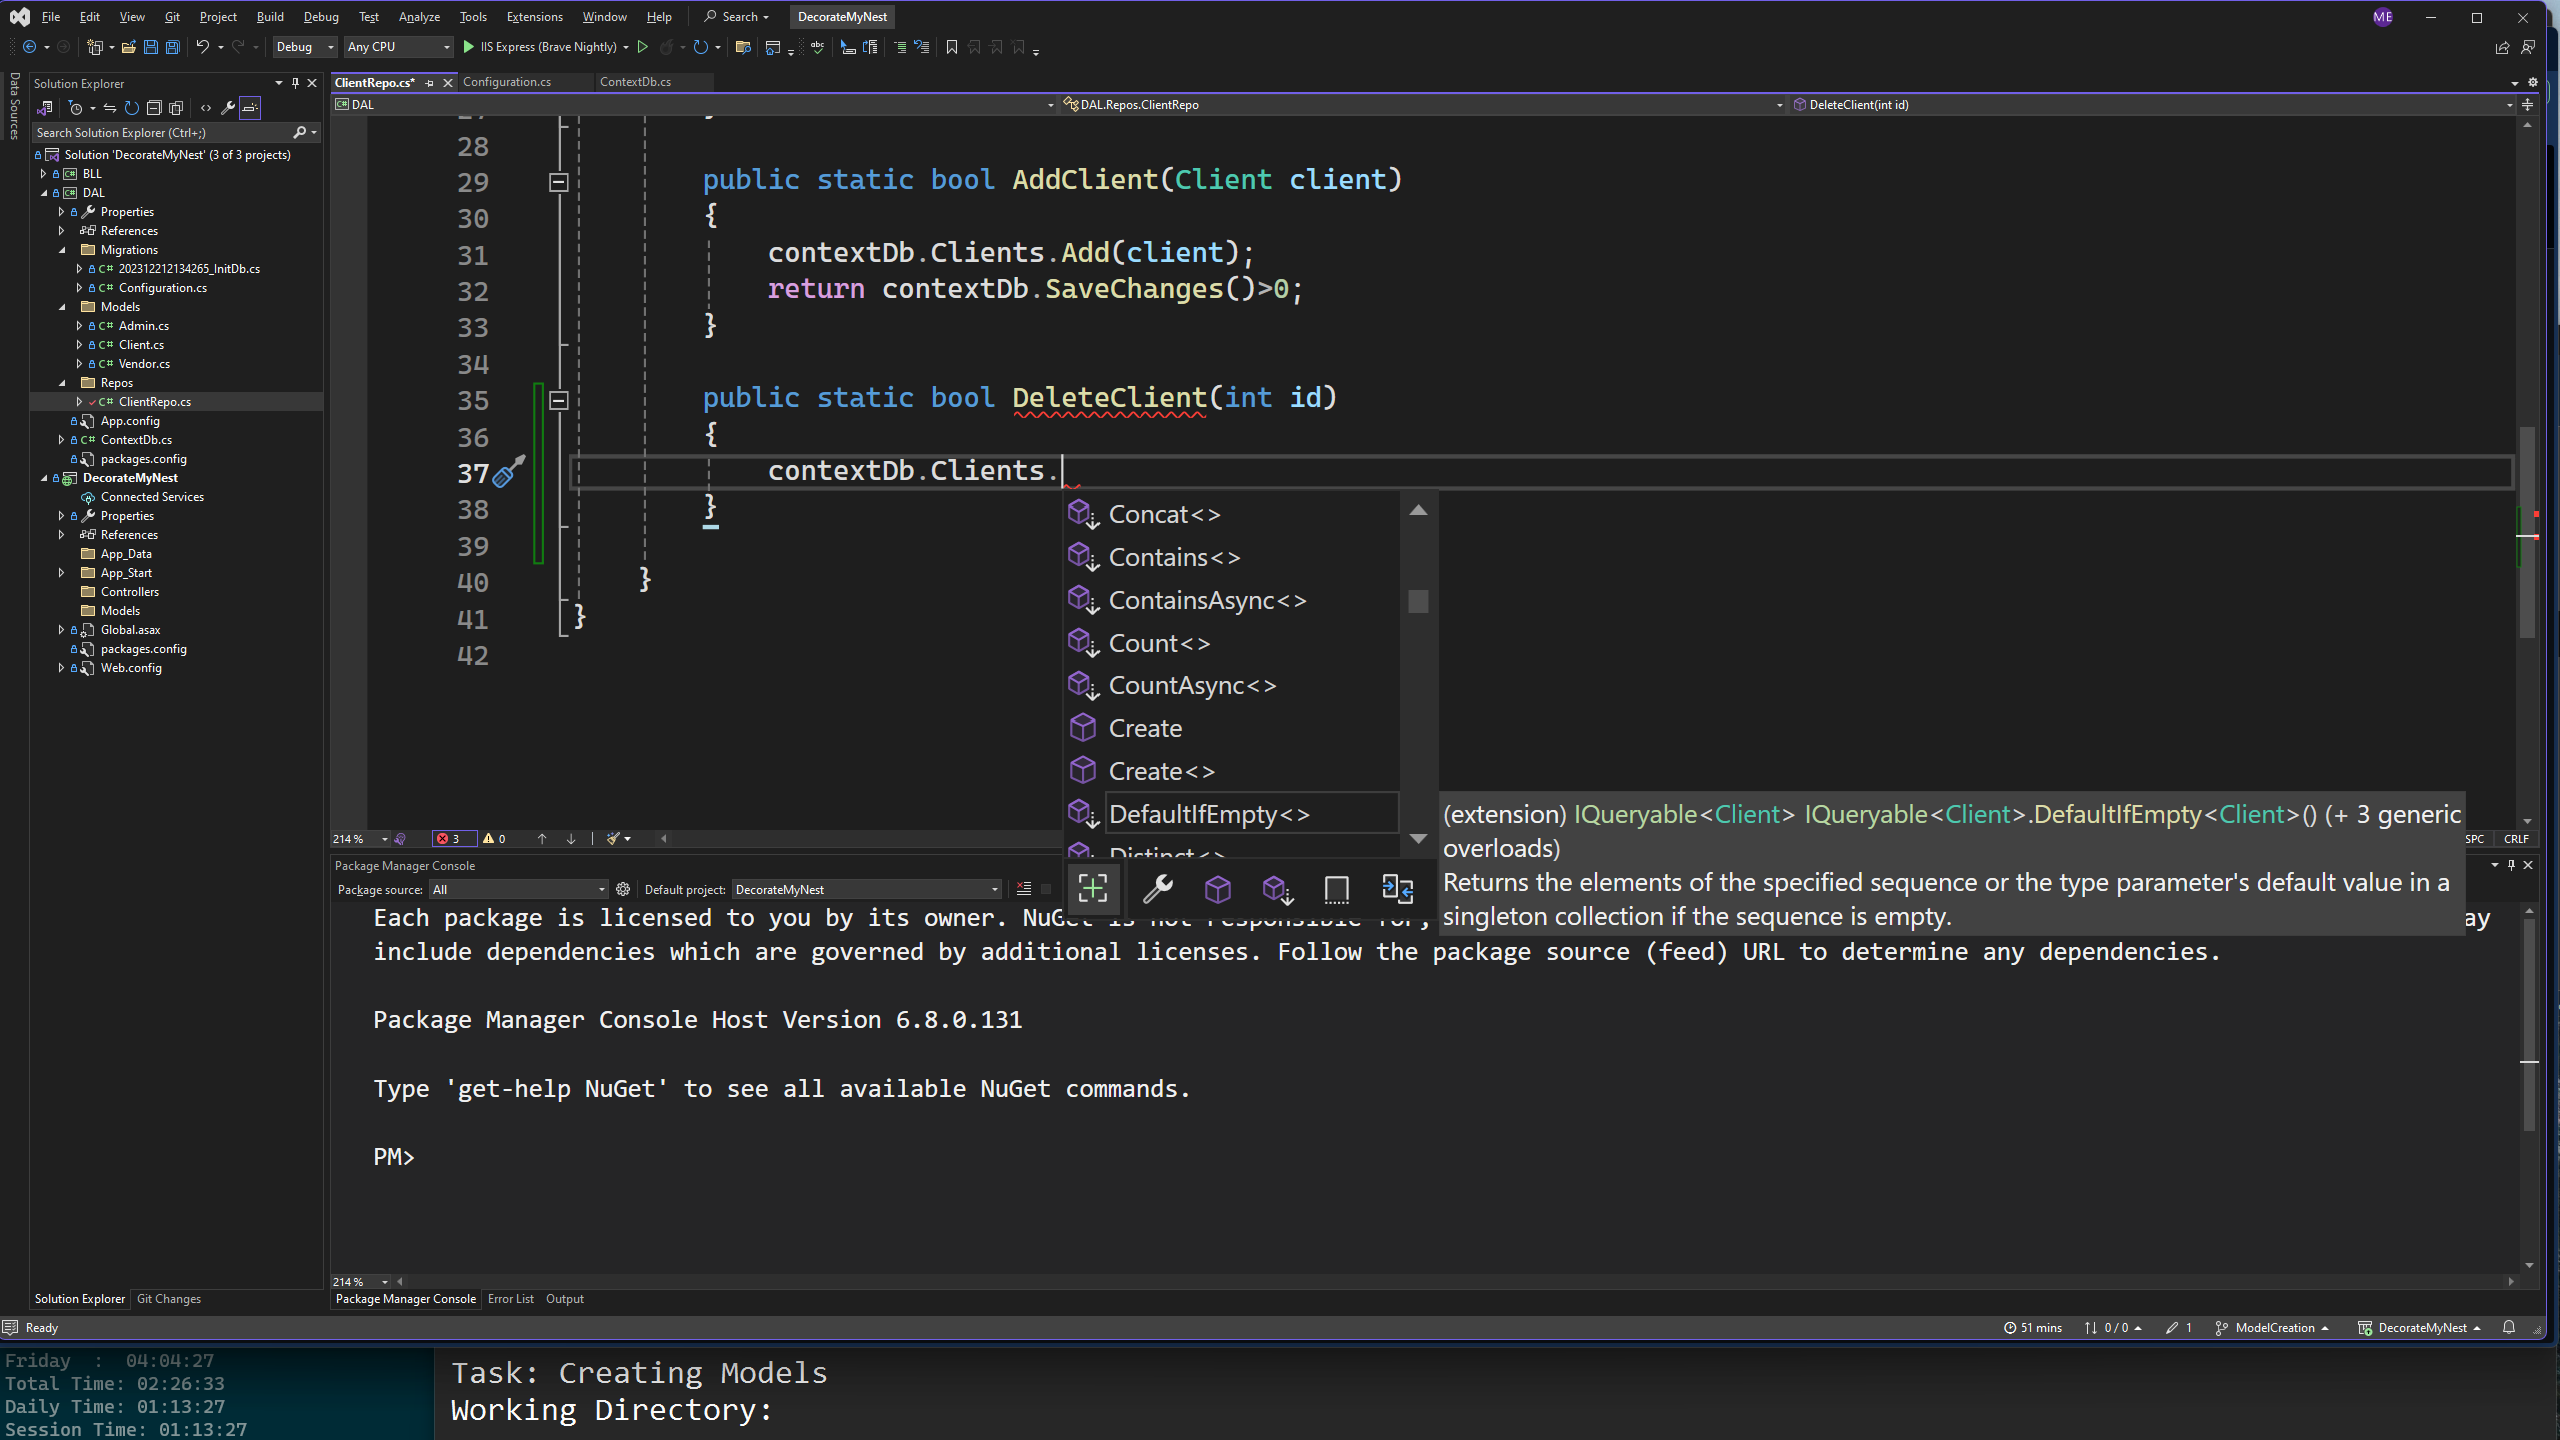 File Edit View Git Project Build Debug Test Analyze Tools Extensions Window Help Search DecorateMyNest ME
Debug Any CPU IIS Express (Brave Nightly)
Data Sources
Solution Explorer
Search Solution Explorer (Ctrl+;)
Solution 'DecorateMyNest' (3 of 3 projects)
BLL
DAL
Properties
References
Migrations
202312212134265_InitDb.cs
Configuration.cs
Models
Admin.cs
Client.cs
Vendor.cs
Repos
ClientRepo.cs
App.config
ContextDb.cs
packages.config
DecorateMyNest
Connected Services
Properties
References
App_Data
App_Start
Controllers
Models
Global.asax
packages.config
Web.config
Solution Explorer Git Changes
ClientRepo.cs* Configuration.cs ContextDb.cs
DAL DAL.Repos.ClientRepo DeleteClient(int id)
28
29 public static bool AddClient(Client client)
30 {
31 contextDb.Clients.Add(client);
32 return contextDb.SaveChanges()>0;
33 }
34
35 public static bool DeleteClient(int id)
36 {
37 contextDb.Clients.
38 }
39
40 }
41 }
42
Concat<>
Contains<>
ContainsAsync<>
Count<>
CountAsync<>
Create
Create<>
DefaultIfEmpty<>
Distinct<>
(extension) IQueryable<Client> IQueryable<Client>.DefaultIfEmpty<Client>() (+ 3 generic
overloads)
Returns the elements of the specified sequence or the type parameter's default value in a
singleton collection if the sequence is empty.
214 % 3 0 SPC CRLF
Package Manager Console
Package source: All Default project: DecorateMyNest
Each package is licensed to you by its owner. NuGet is not responsible for, ay
include dependencies which are governed by additional licenses. Follow the package source (feed) URL to determine any dependencies.
Package Manager Console Host Version 6.8.0.131
Type 'get-help NuGet' to see all available NuGet commands.
PM>
214 %
Package Manager Console Error List Output
Ready 51 mins 0 / 0 1 ModelCreation DecorateMyNest
Friday : 04:04:27
Total Time: 02:26:33
Daily Time: 01:13:27
Session Time: 01:13:27
Task: Creating Models
Working Directory: